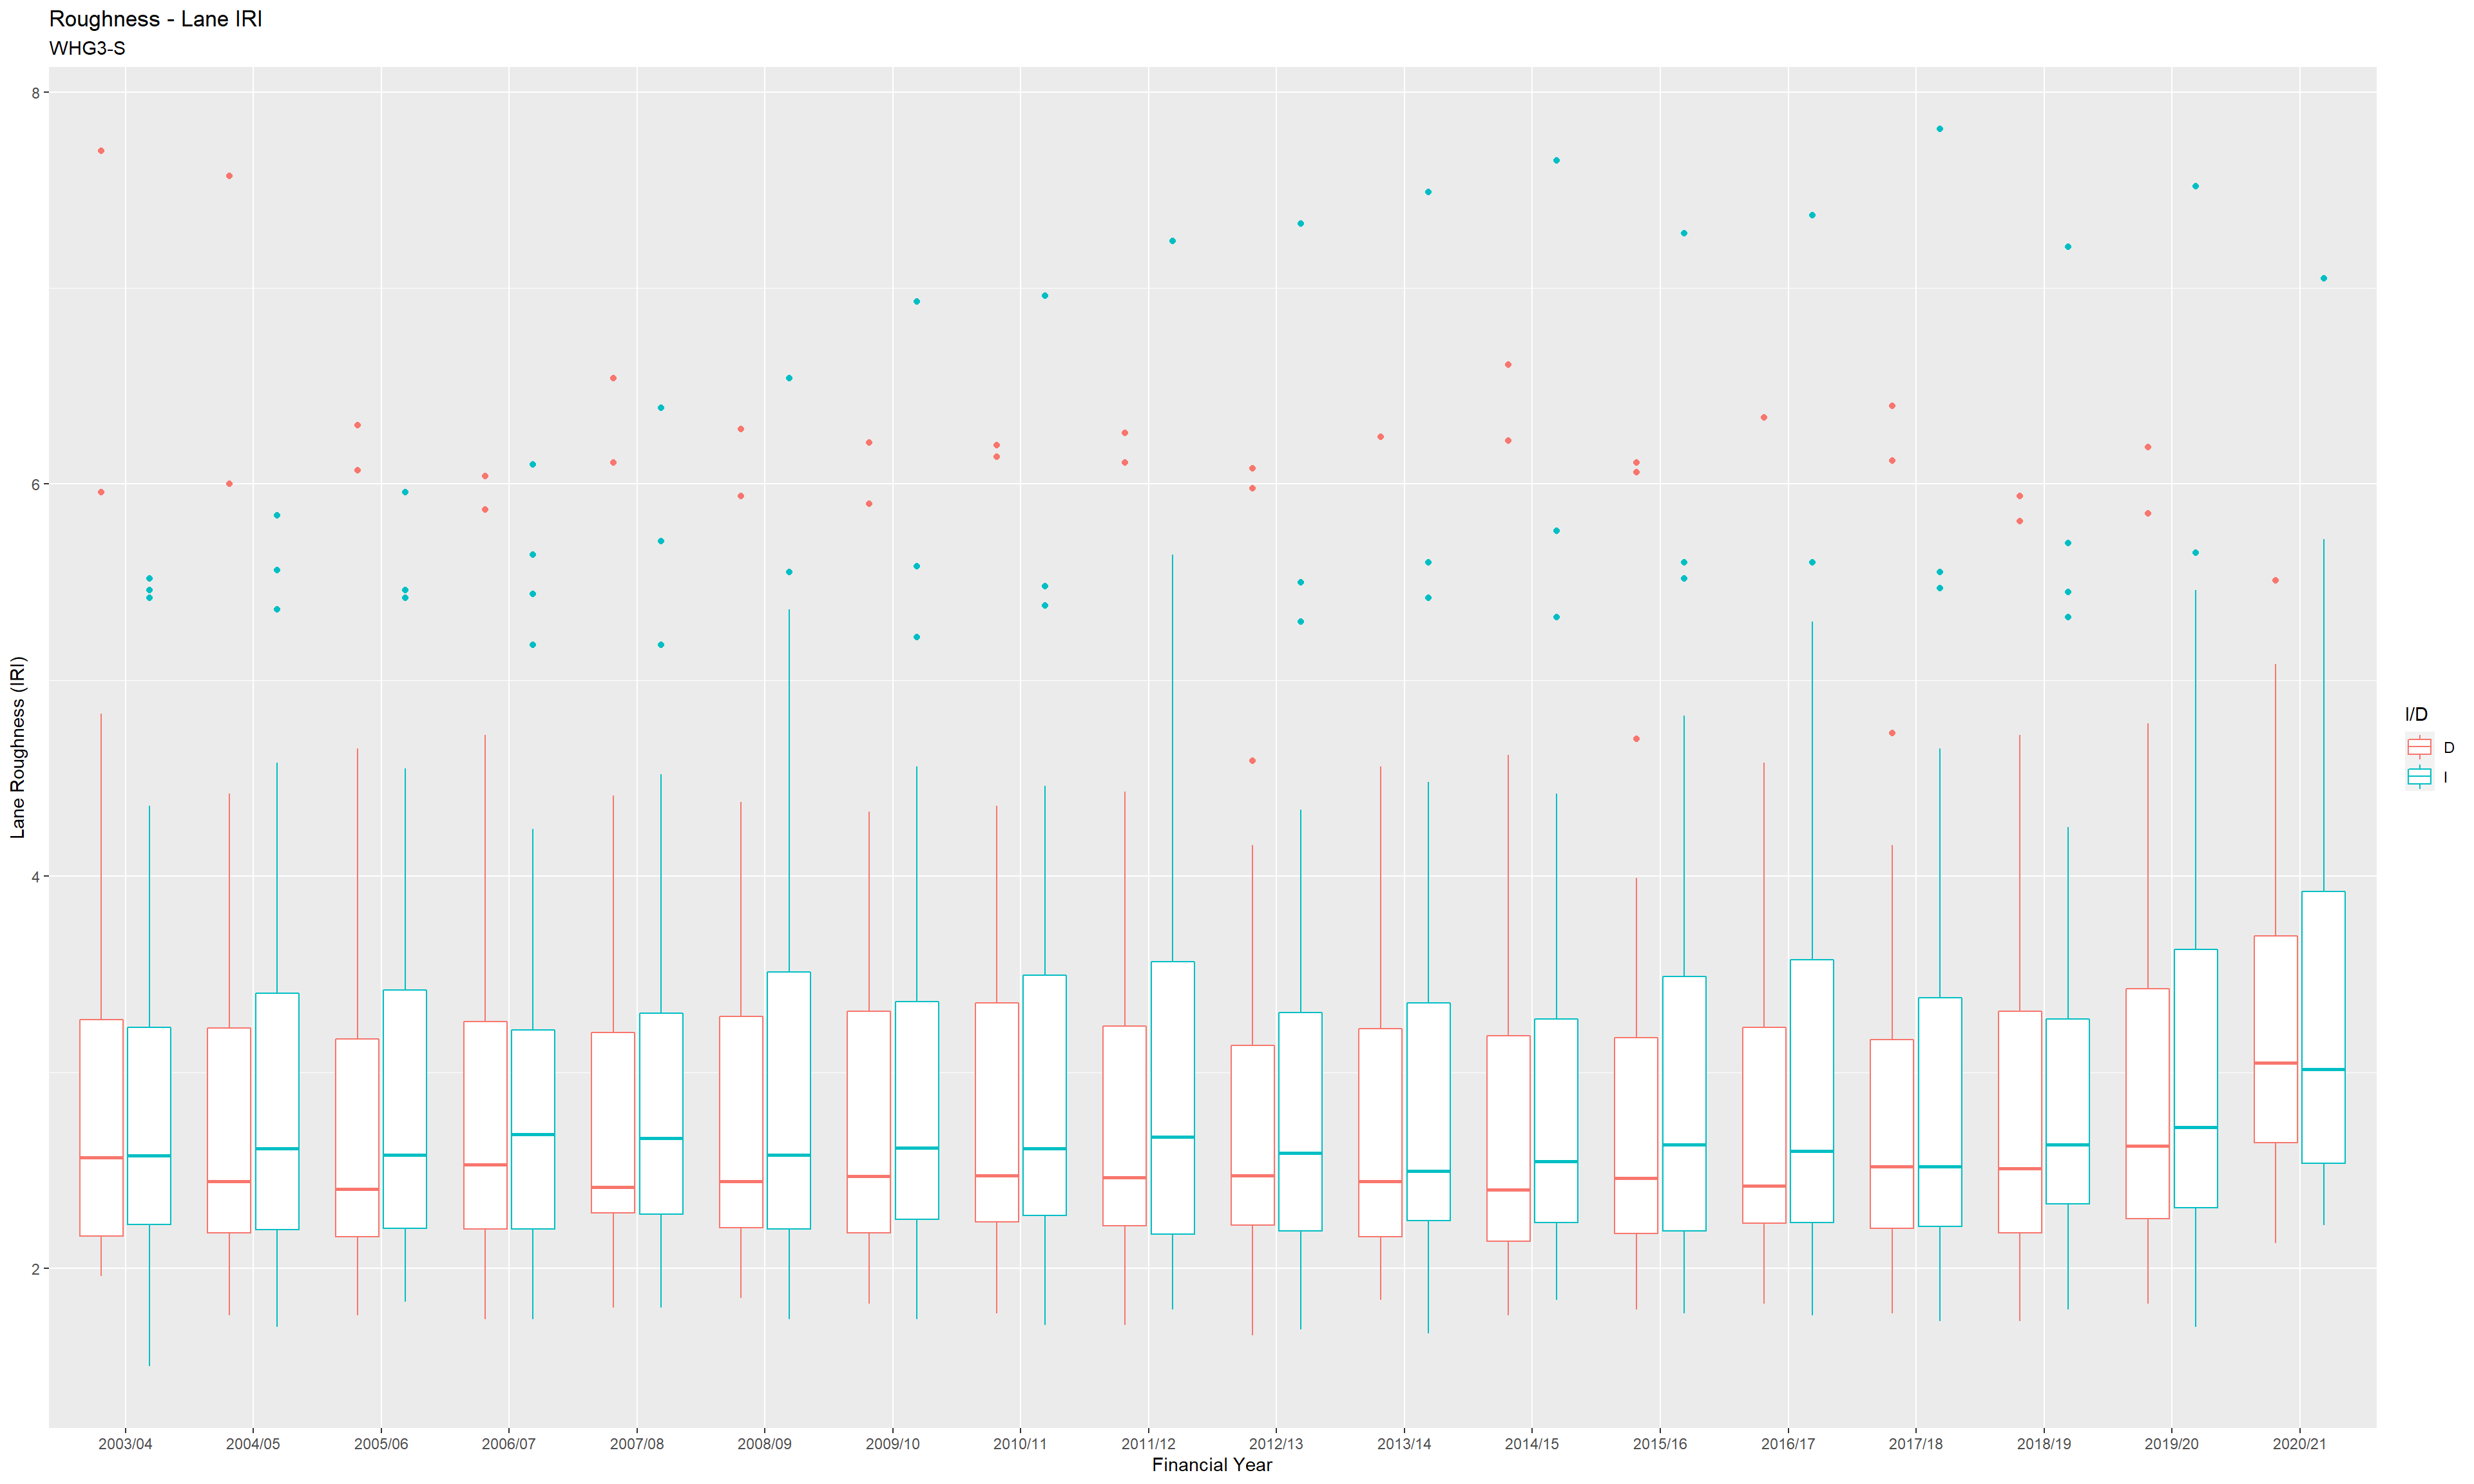 Roughness - Lane IRI
WHG3-S
8
6
4
2
Lane Roughness (IRI)
2003/04 2004/05 2005/06 2006/07 2007/08 2008/09 2009/10 2010/11 2011/12 2012/13 2013/14 2014/15 2015/16 2016/17 2017/18 2018/19 2019/20 2020/21
Financial Year
I/D
D
I